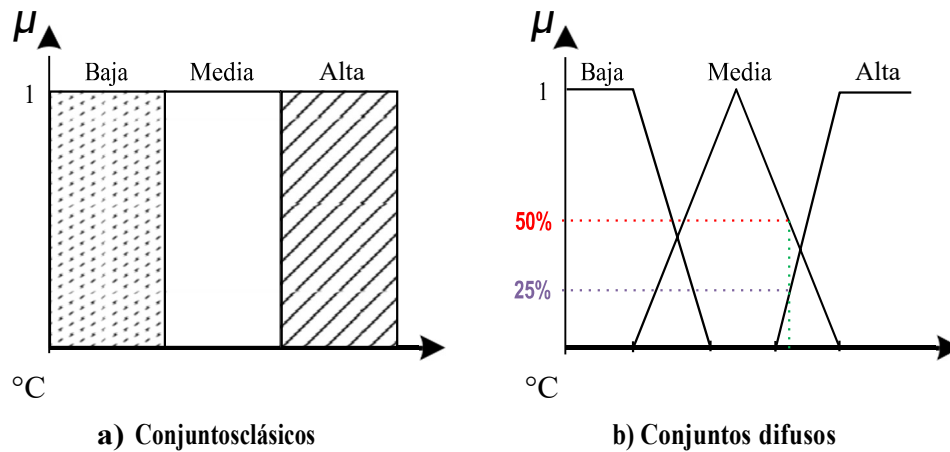 μ
Baja Media Alta
1
°C
a) Conjuntosclásicos
μ
Baja Media Alta
1
50%
25%
°C
b) Conjuntos difusos